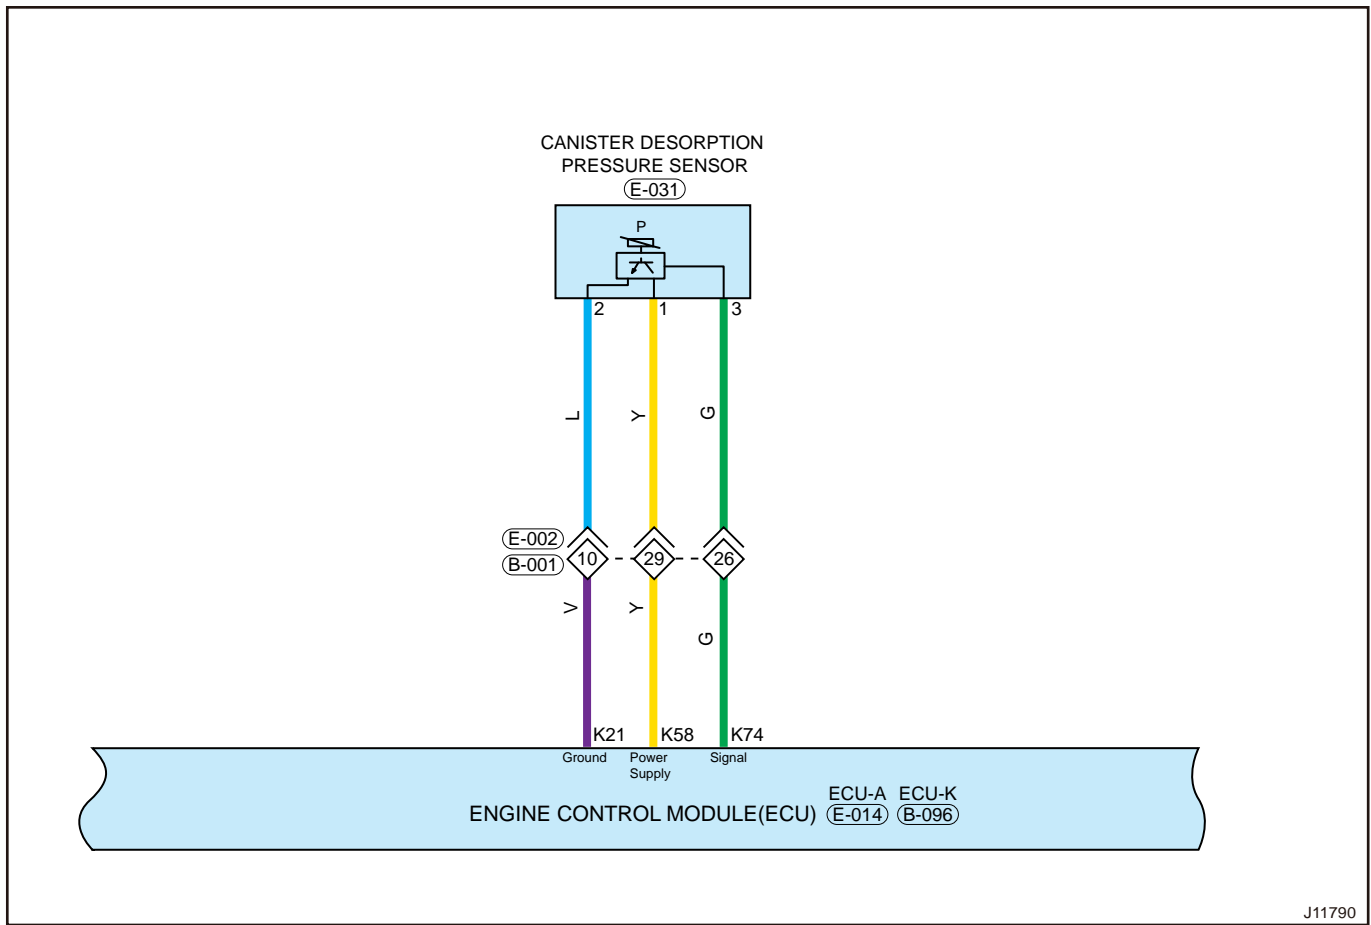 CANISTER DESORPTION
PRESSURE SENSOR
E-031
P
2 1 3
L Y G
E-002
B-001 10 29 26
V Y G
K21 K58 K74
Ground Power Supply Signal
ENGINE CONTROL MODULE(ECU) ECU-A E-014 ECU-K B-096
J11790